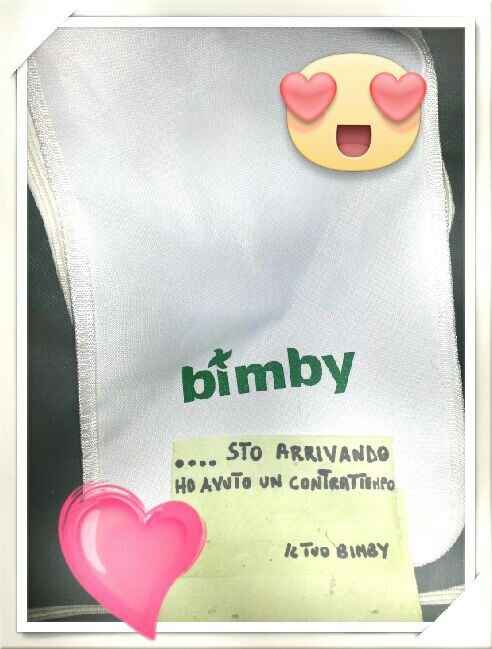 bimby
.... STO ARRIVANDO
HO AVUTO UN CONTRATTEMPO
IL TUO BIMBY